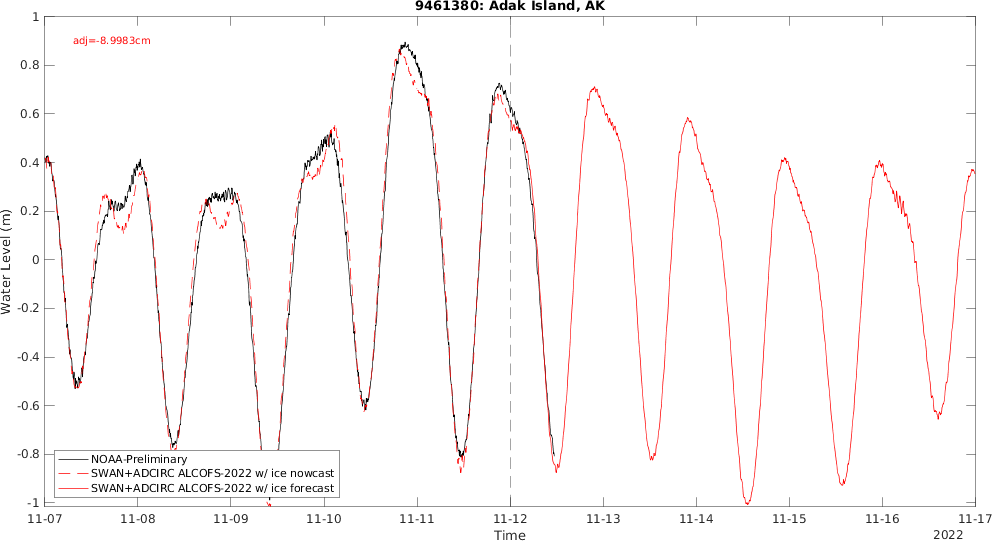 9461380: Adak Island, AK
adj=-8.9983cm
1
0.8
0.6
0.4
0.2
0
-0.2
-0.4
-0.6
-0.8
-1
Water Level (m)
NOAA-Preliminary
SWAN+ADCIRC ALCOFS-2022 w/ ice nowcast
SWAN+ADCIRC ALCOFS-2022 w/ ice forecast
11-07 11-08 11-09 11-10 11-11 11-12 11-13 11-14 11-15 11-16 11-17
Time
2022